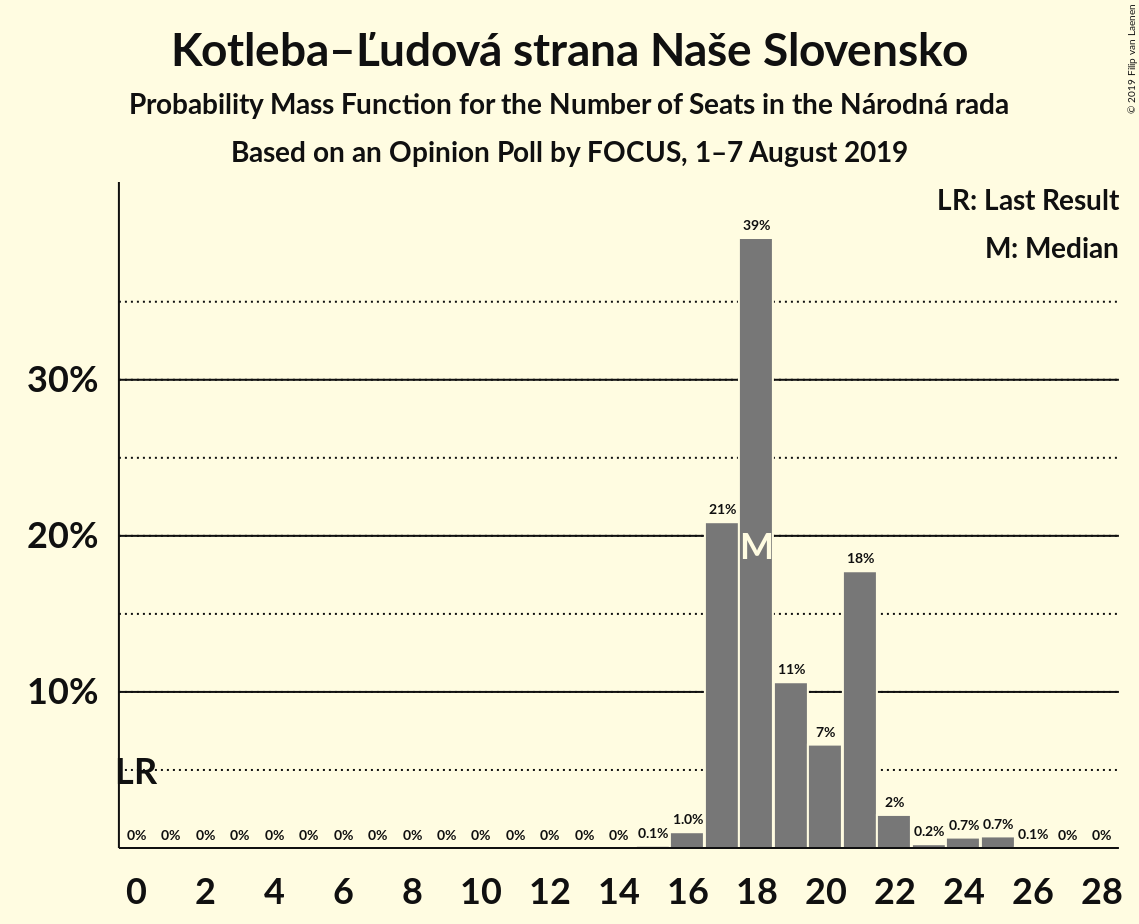 Kotleba–Ľudová strana Naše Slovensko
Probability Mass Function for the Number of Seats in the Národná rada
Based on an Opinion Poll by FOCUS, 1–7 August 2019
© 2019 Filip van Laenen
LR: Last Result
M: Median
39%
30%
21%
20%
M
18%
11%
10%
7%
LR
2%
0% 0% 0% 0% 0% 0% 0% 0% 0% 0% 0% 0% 0% 0% 0% 0.1% 1.0% 0.2% 0.7% 0.7% 0.1% 0% 0%
0 2 4 6 8 10 12 14 16 18 20 22 24 26 28